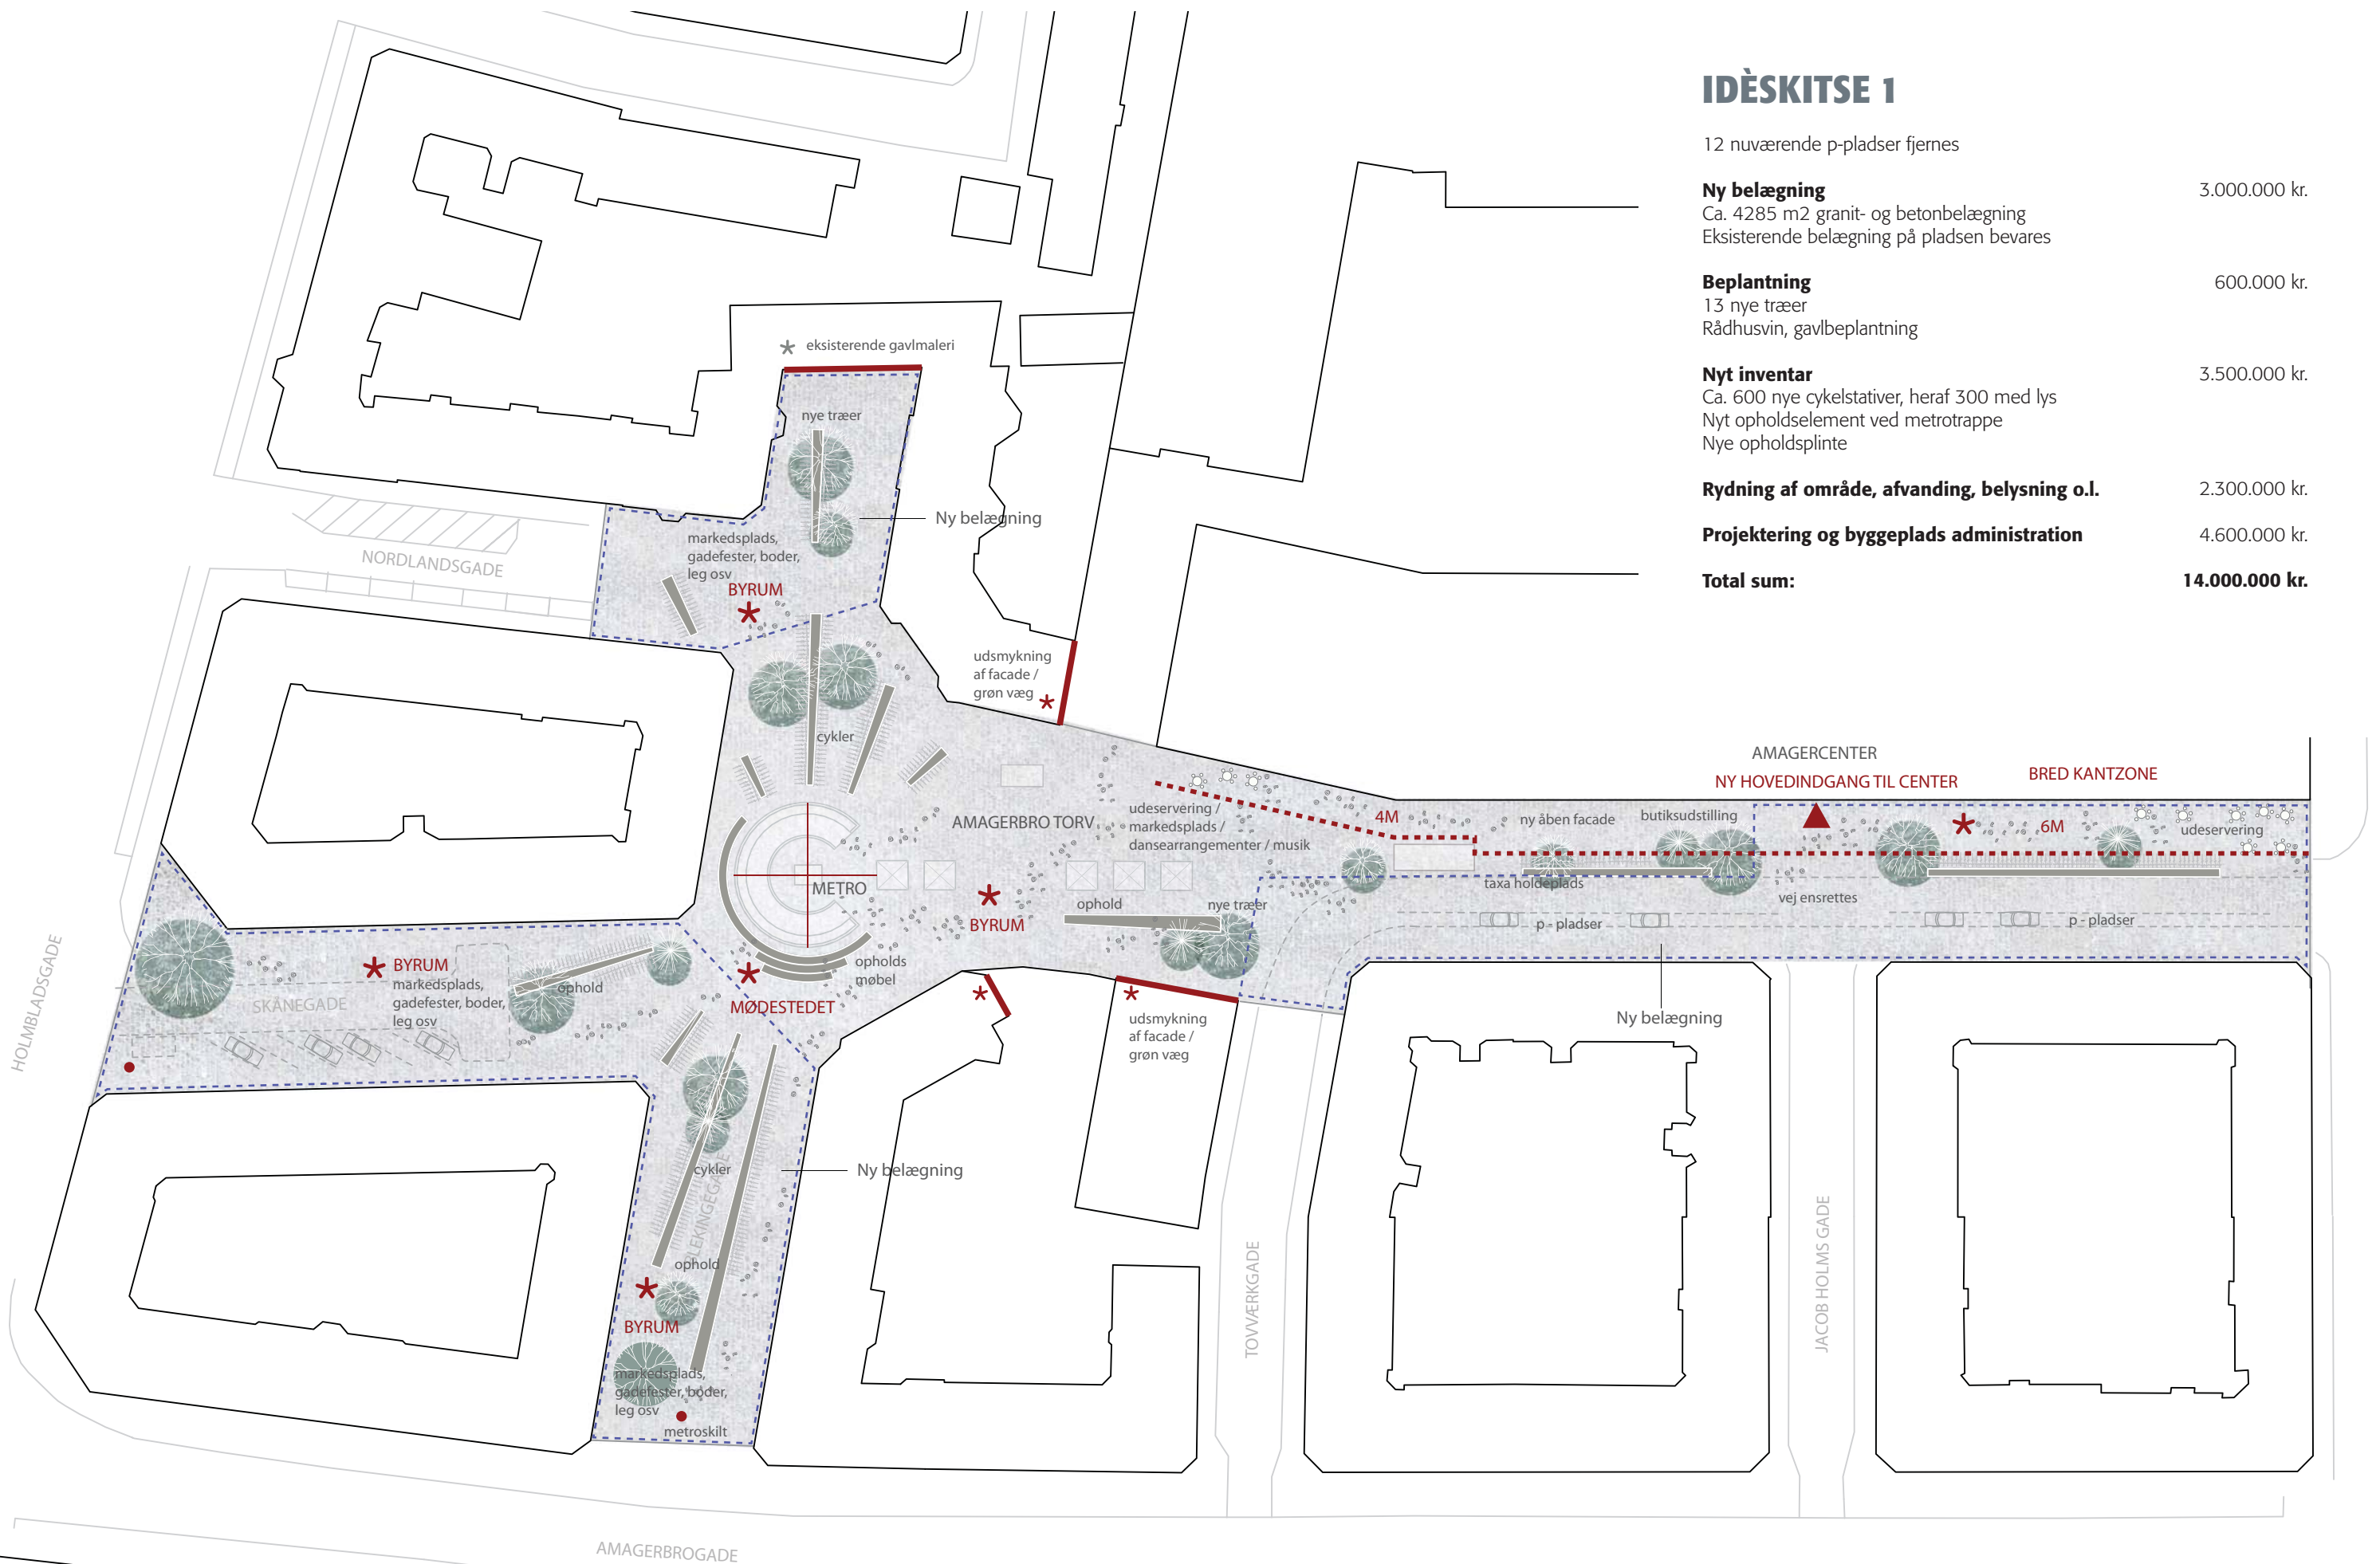 IDÈSKITSE 1
12 nuværende p-pladser fjernes
Ny belægning 3.000.000 kr.
Ca. 4285 m2 granit- og betonbelægning
Eksisterende belægning på pladsen bevares
Beplantning 600.000 kr.
13 nye træer
Rådhusvin, gavlbeplantning
Nyt inventar 3.500.000 kr.
Ca. 600 nye cykelstativer, heraf 300 med lys
Nyt opholdselement ved metrotrappe
Nye opholdsplinte
Rydning af område, afvanding, belysning o.l. 2.300.000 kr.
Projektering og byggeplads administration 4.600.000 kr.
Total sum: 14.000.000 kr.
eksisterende gavlmaleri
nye træer
Ny belægning
markedsplads,
gadefester, boder,
leg osv
BYRUM
NORDLANDSGADE
udsmykning
af facade /
grøn væg
cykler
AMAGERCENTER
NY HOVEDINDGANG TIL CENTER
BRED KANTZONE
AMAGERBRO TORV
udeservering /
markedsplads /
dansearrangementer / musik
4M
ny åben facade
butiksudstilling
6M
udeservering
METRO
taxa holdeplads
vej ensrettes
ophold
nye træer
BYRUM
p - pladser
p - pladser
HOLMBLADSGADE
BYRUM
markedsplads,
gadefester, boder,
leg osv
SKÅNEGADE
ophold
opholds
møbel
MØDESTEDET
udsmykning
af facade /
grøn væg
Ny belægning
cykler
Ny belægning
BLEKINGEGADE
ophold
BYRUM
markedsplads,
gadefester, boder,
leg osv
metroskilt
TOVVÆRKGADE
JACOB HOLMS GADE
AMAGERBROGADE